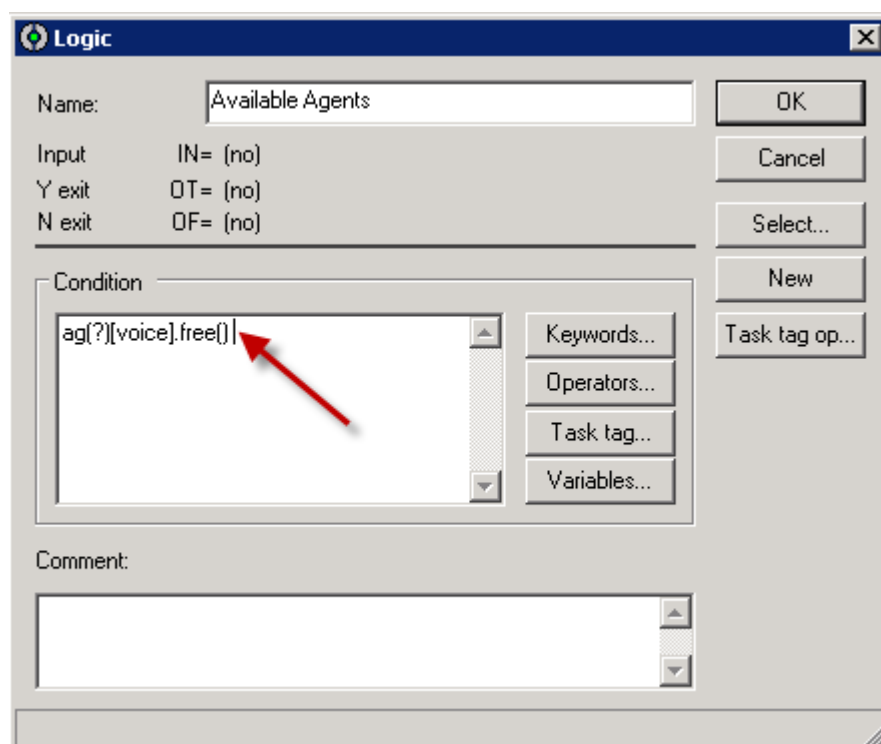 Logic
Name: Available Agents
OK
Input IN= (no)
Cancel
Y exit OT= (no)
N exit OF= (no)
Select...
New
Condition
Task tag op...
ag(?)[voice].free()
Keywords...
Operators...
Task tag...
Variables...
Comment: